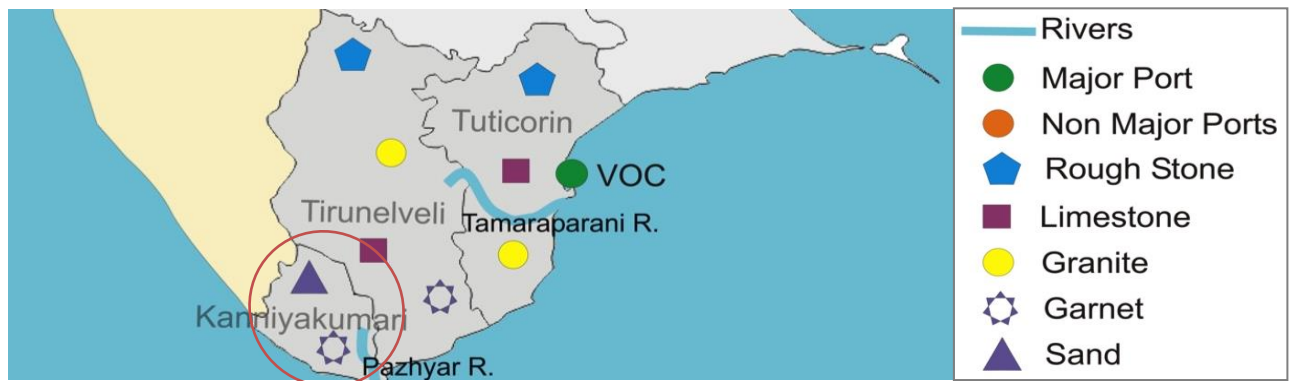 Tuticorin
VOC
Tirunelveli
Tamaraparani R.
Kanniyakumari
Pazhyar R.
Rivers
Major Port
Non Major Ports
Rough Stone
Limestone
Granite
Garnet
Sand